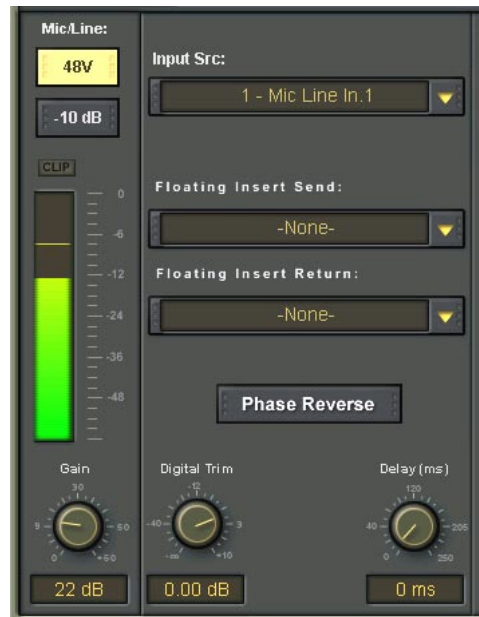 Mic/Line:
48V
-10 dB
CLIP
0
-6
-12
-24
-36
-48
Gain
30
9
50
0
+60
22 dB
Input Src:
1 - Mic Line In.1
Floating Insert Send:
-None-
Floating Insert Return:
-None-
Phase Reverse
Digital Trim
-12
-40
3
-∞
+10
0.00 dB
Delay (ms)
120
40
205
0
250
0 ms